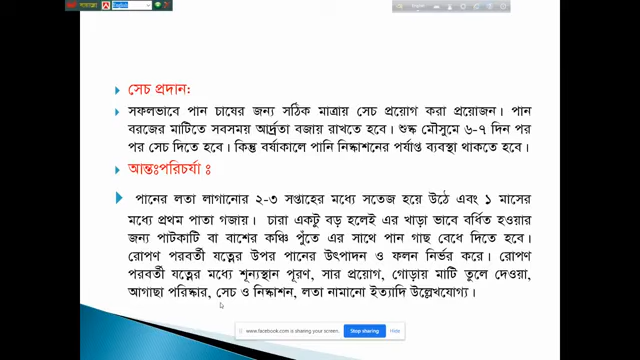 English
সেচ প্রদান:
সফলভাবে পান চাষের জন্য সঠিক মাত্রায় সেচ প্রয়োগ করা প্রয়োজন। পান
বরজের মাটিতে সবসময় আর্দ্রতা বজায় রাখতে হবে। শুষ্ক মৌসুমে ৬-৭ দিন পর
পর সেচ দিতে হবে। কিন্তু বর্ষাকালে পানি নিষ্কাশনের পর্যাপ্ত ব্যবস্থা থাকতে হবে।
আন্তঃপরিচর্যা ঃ
পানের লতা লাগানোর ২-৩ সপ্তাহের মধ্যে সতেজ হয়ে উঠে এবং ১ মাসের
মধ্যে প্রথম পাতা গজায়। চারা একটু বড় হলেই এর খাড়া ভাবে বর্ধিত হওয়ার
জন্য পাটকাটি বা বাশের কঞ্চি পুঁতে এর সাথে পান গাছ বেধে দিতে হবে।
রোপণ পরবর্তী যত্নের উপর পানের উৎপাদন ও ফলন নির্ভর করে। রোপণ
পরবর্তী যত্নের মধ্যে শূন্যস্থান পূরণ, সার প্রয়োগ, গোড়ায় মাটি তুলে দেওয়া,
আগাছা পরিষ্কার, সেচ ও নিষ্কাশন, লতা নামানো ইত্যাদি উল্লেখযোগ্য।
www.facebook.com is sharing your screen. Stop sharing Hide